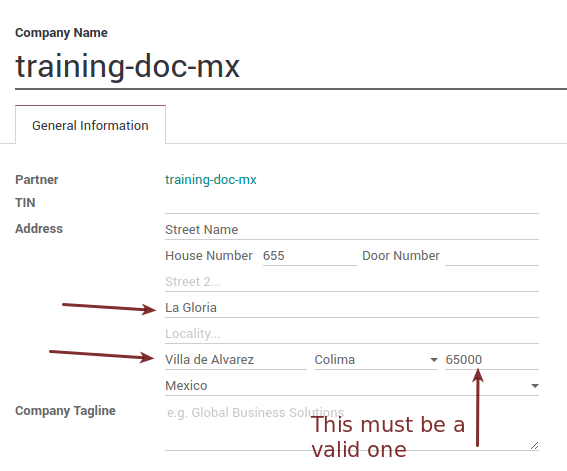 Company Name
training-doc-mx
General Information
Partner training-doc-mx
TIN
Address Street Name
House Number 655 Door Number
Street 2...
La Gloria
Locality...
Villa de Alvarez Colima 65000
Mexico
Company Tagline e.g. Global Business Solutions
This must be a
valid one